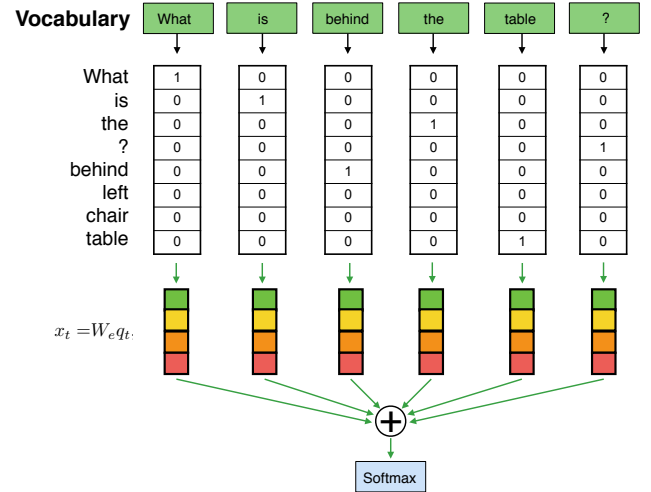 Vocabulary What is behind the table ?
What 1 0 0 0 0 0
is 0 1 0 0 0 0
the 0 0 0 1 0 0
? 0 0 0 0 0 1
behind 0 0 1 0 0 0
left 0 0 0 0 0 0
chair 0 0 0 0 0 0
table 0 0 0 0 1 0
x_t = W_e q_t.
+
Softmax